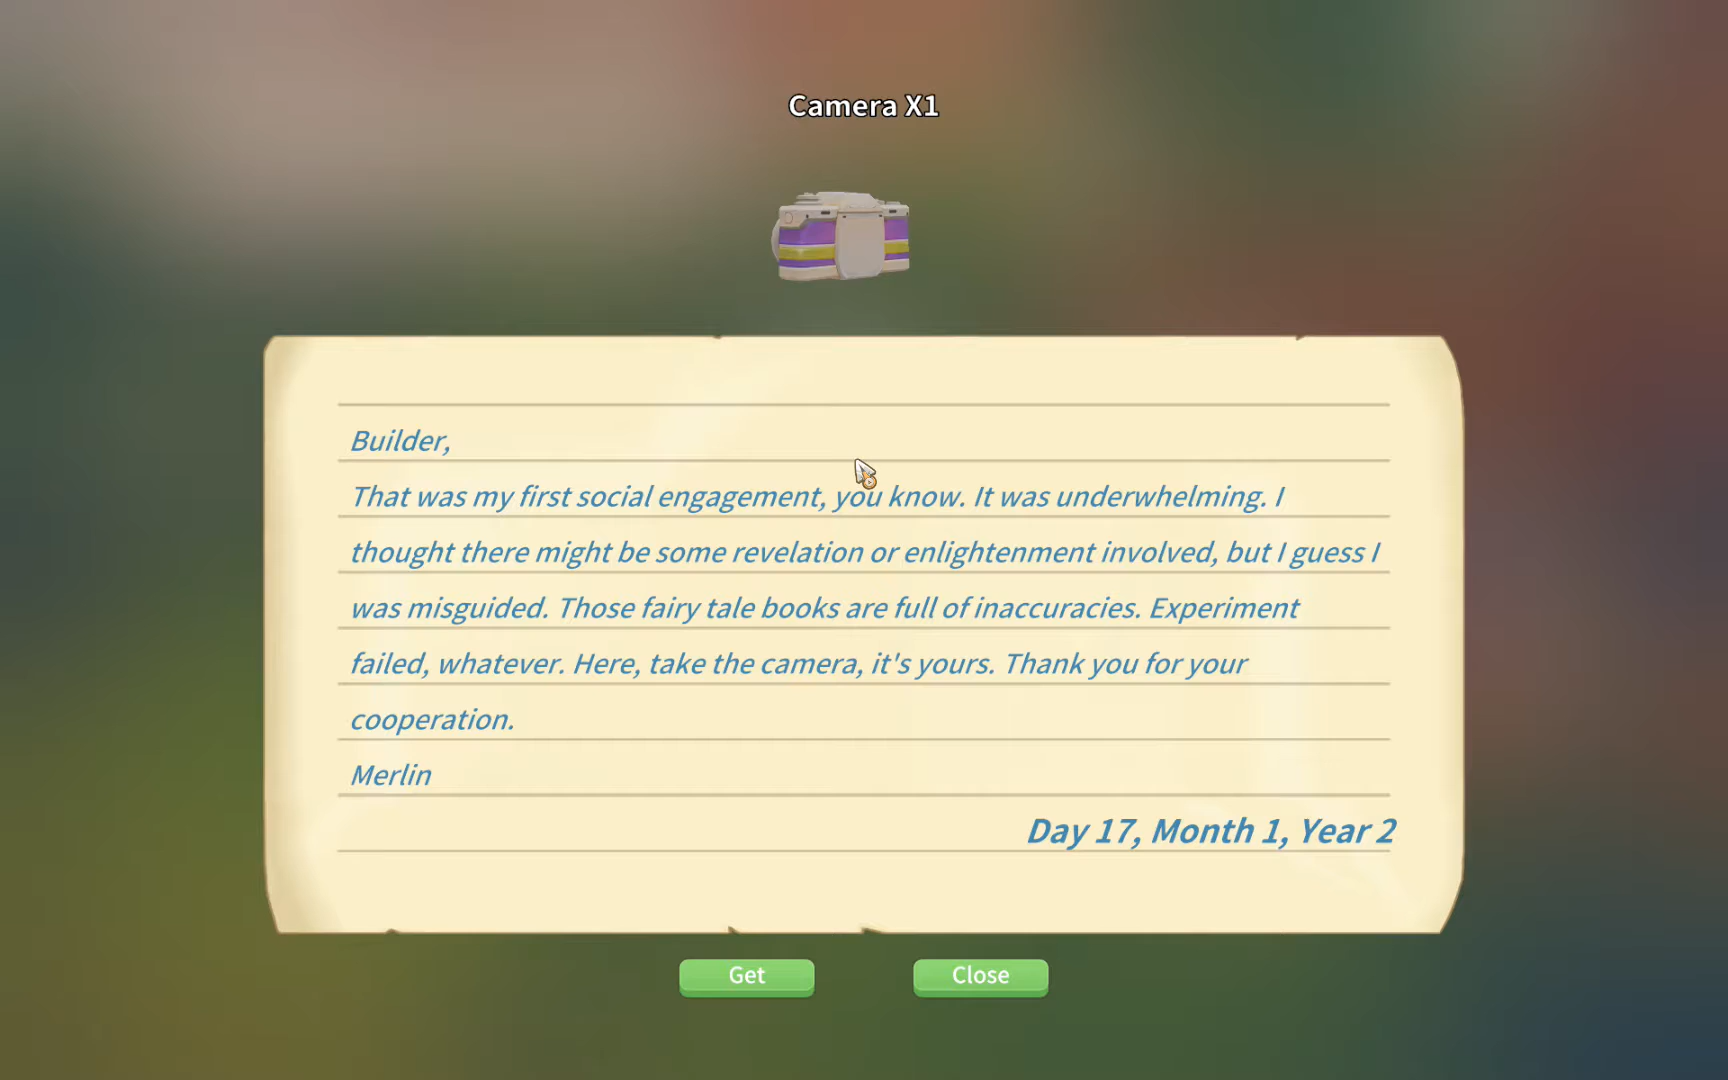 Camera X1
Builder,
That was my first social engagement, you know. It was underwhelming. I
thought there might be some revelation or enlightenment involved, but I guess I
was misguided. Those fairy tale books are full of inaccuracies. Experiment
failed, whatever. Here, take the camera, it's yours. Thank you for your
cooperation.
Merlin
Day 17, Month 1, Year 2
Get
Close